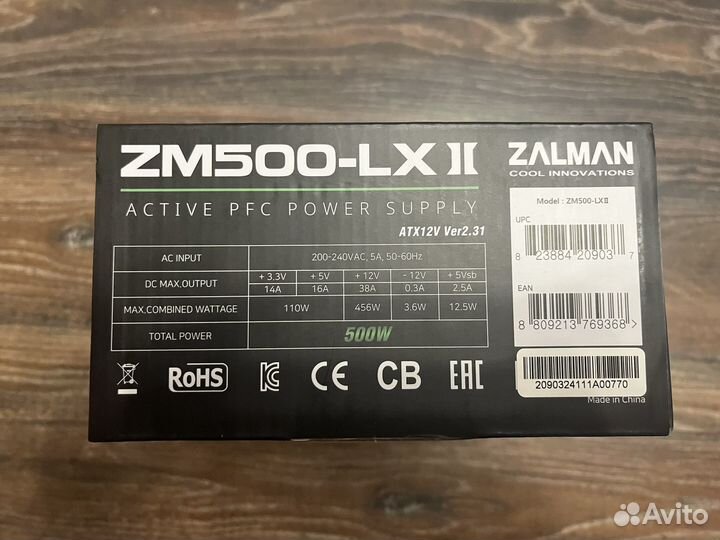 ZM500-LX II
ACTIVE PFC POWER SUPPLY
ATX12V Ver2.31
AC INPUT 200-240VAC, 5A, 50-60Hz
DC MAX.OUTPUT +3.3V +5V +12V -12V +5Vsb
14A 16A 38A 0.3A 2.5A
MAX.COMBINED WATTAGE 110W 456W 3.6W 12.5W
TOTAL POWER 500W
RoHS CE CB EAC
ZALMAN
COOL INNOVATIONS
Model : ZM500-LXII
UPC
8 23884 20903 7
EAN
8 809213 769368 >
2090324111A00770
Made in China
Avito